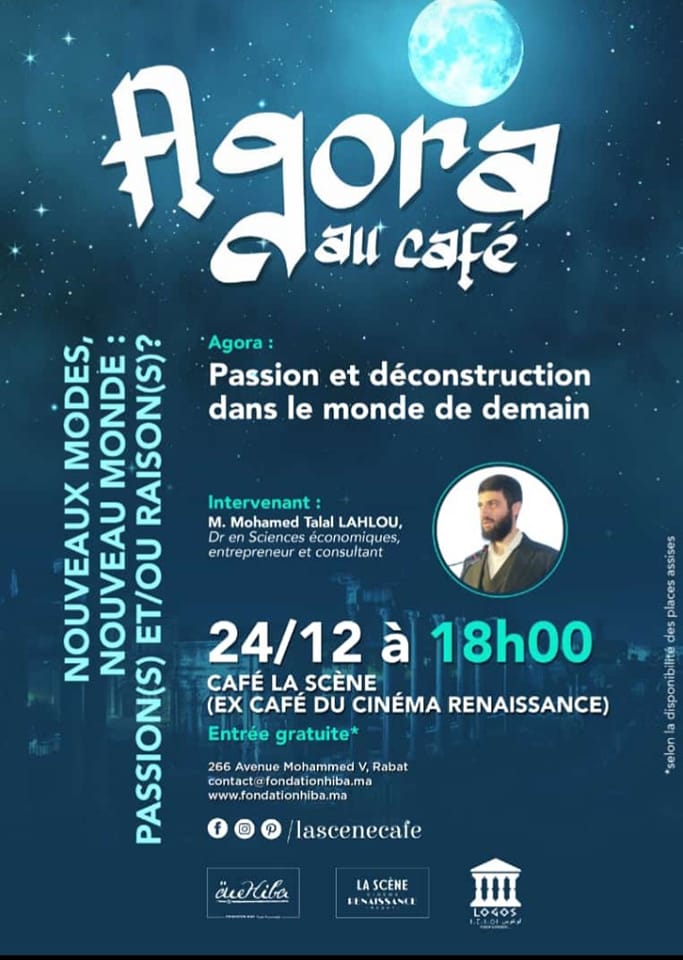 Agora
au café
NOUVEAUX MODES,
NOUVEAU MONDE :
PASSION(S) ET/OU RAISON(S)?
Agora :
Passion et déconstruction
dans le monde de demain
Intervenant :
M. Mohamed Talal LAHLOU,
Dr en Sciences économiques,
entrepreneur et consultant
24/12 à 18h00
CAFÉ LA SCÈNE
(EX CAFÉ DU CINÉMA RENAISSANCE)
Entrée gratuite*
*selon la disponibilité des places assises
266 Avenue Mohammed V, Rabat
contact@fondationhiba.ma
www.fondationhiba.ma
/lascenecafe
LA SCÈNE
CINÉMA
RENAISSANCE
LOGOS